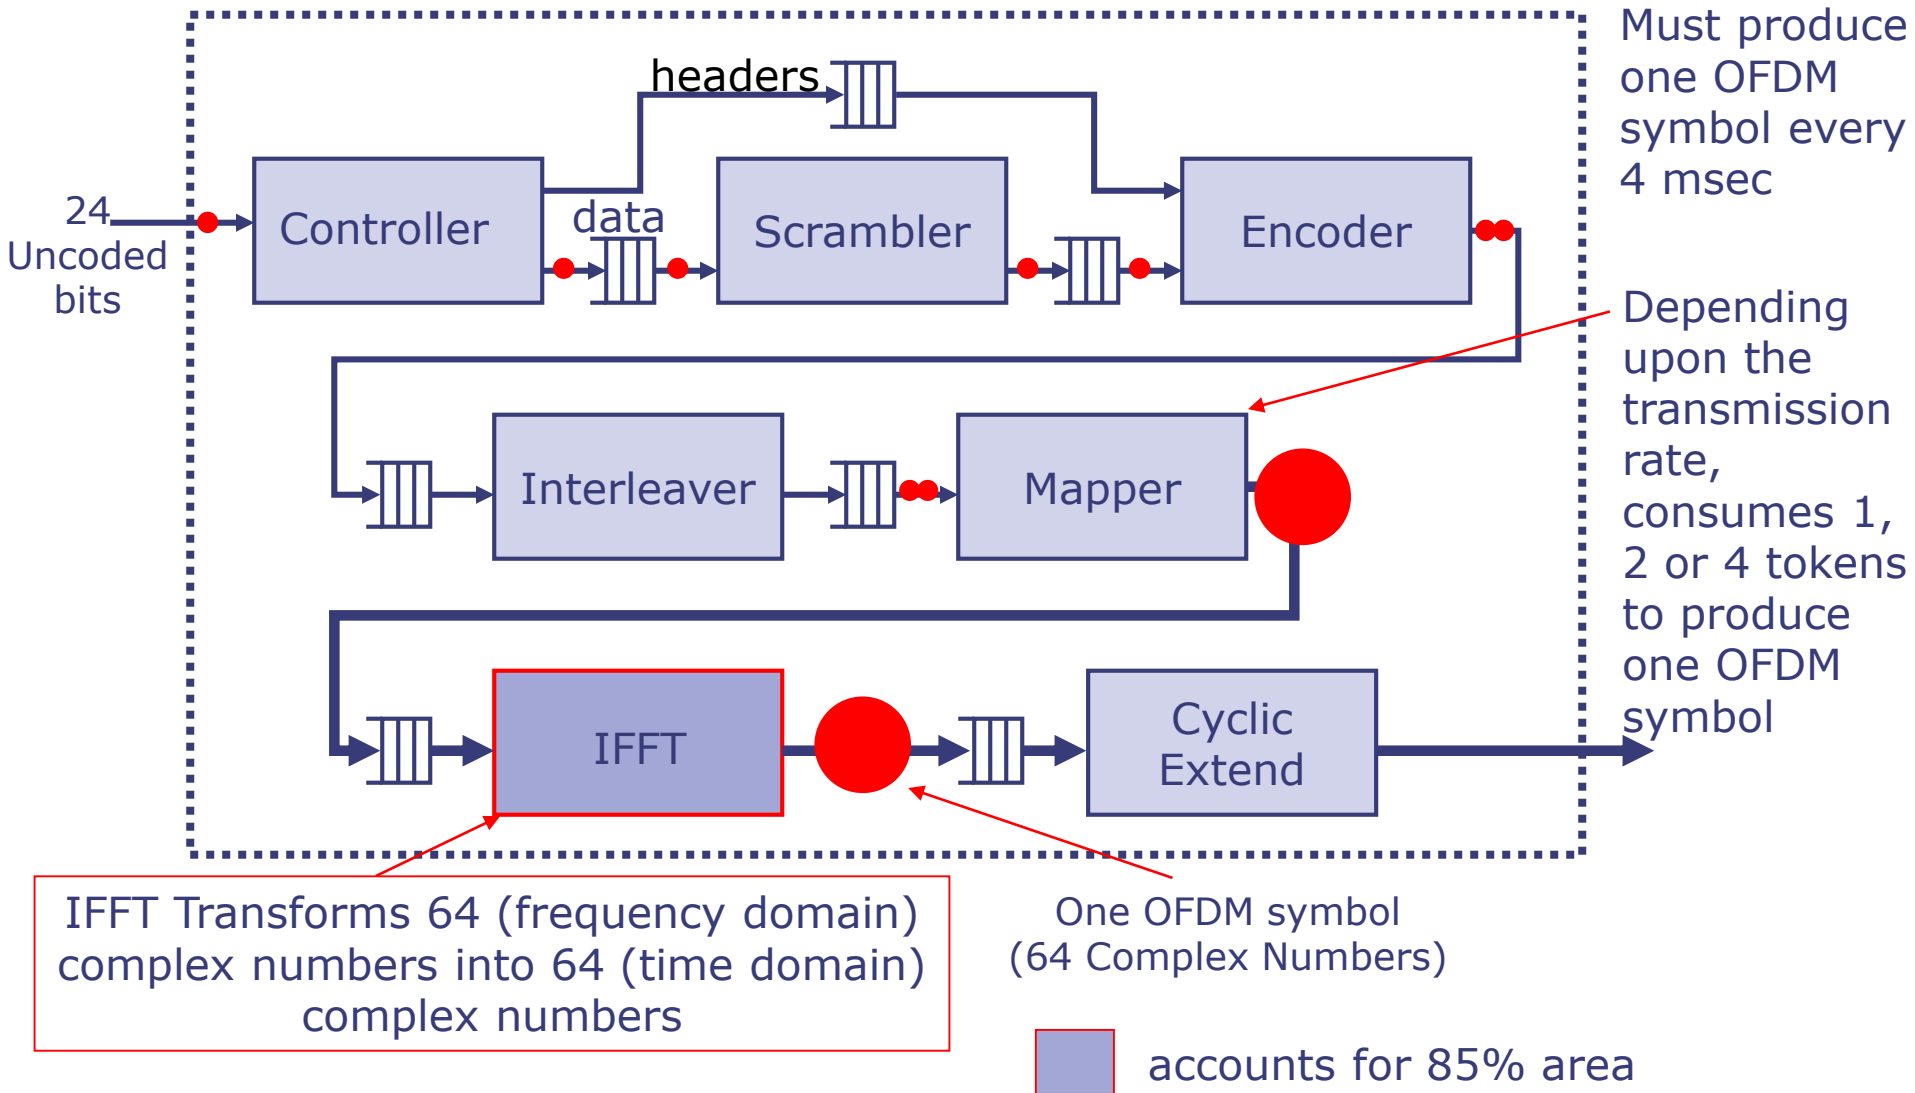 headers
Must produce
one OFDM
symbol every
4 msec
24
Uncoded
bits
Controller
data
Scrambler
Encoder
Depending
upon the
transmission
rate,
consumes 1,
2 or 4 tokens
to produce
one OFDM
symbol
Interleaver
Mapper
IFFT
Cyclic
Extend
IFFT Transforms 64 (frequency domain)
complex numbers into 64 (time domain)
complex numbers
One OFDM symbol
(64 Complex Numbers)
accounts for 85% area